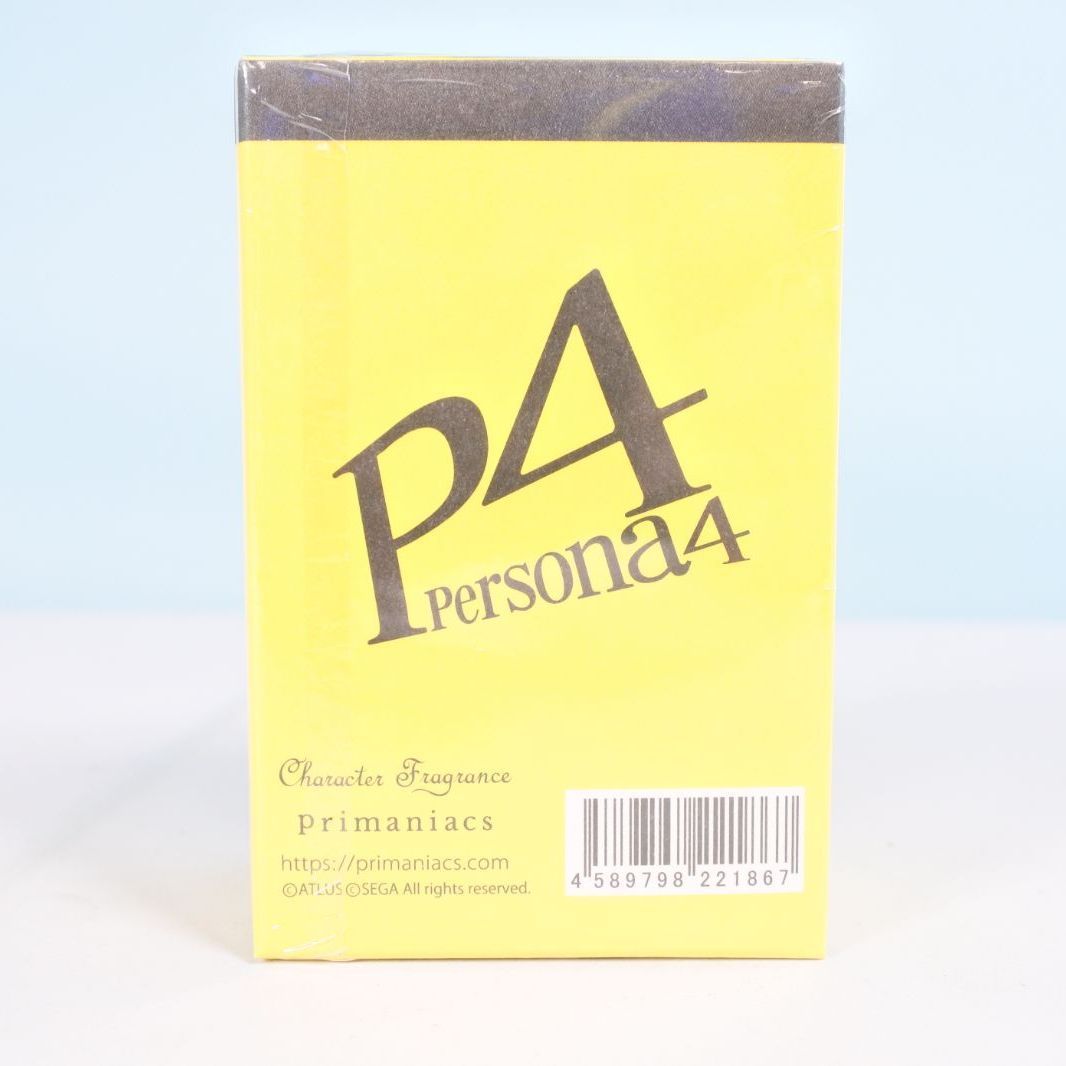 P4
Persona4
Character Fragrance
primaniacs
https://primaniacs.com
©ATLUS ©SEGA All rights reserved.
4 589798 221867